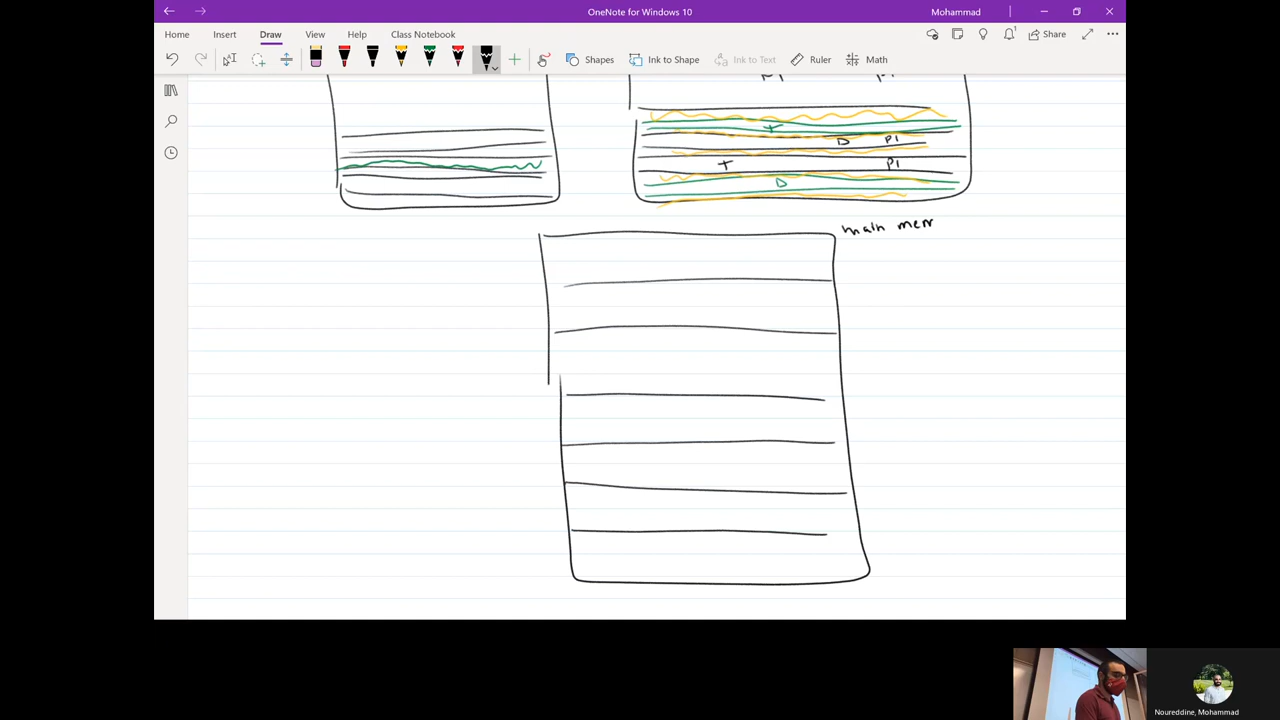 OneNote for Windows 10
Mohammad
Home Insert Draw View Help Class Notebook
Share
Shapes Ink to Shape Ink to Text Ruler Math
T
D P1
T P1
D
main mem
Noureddine, Mohammad